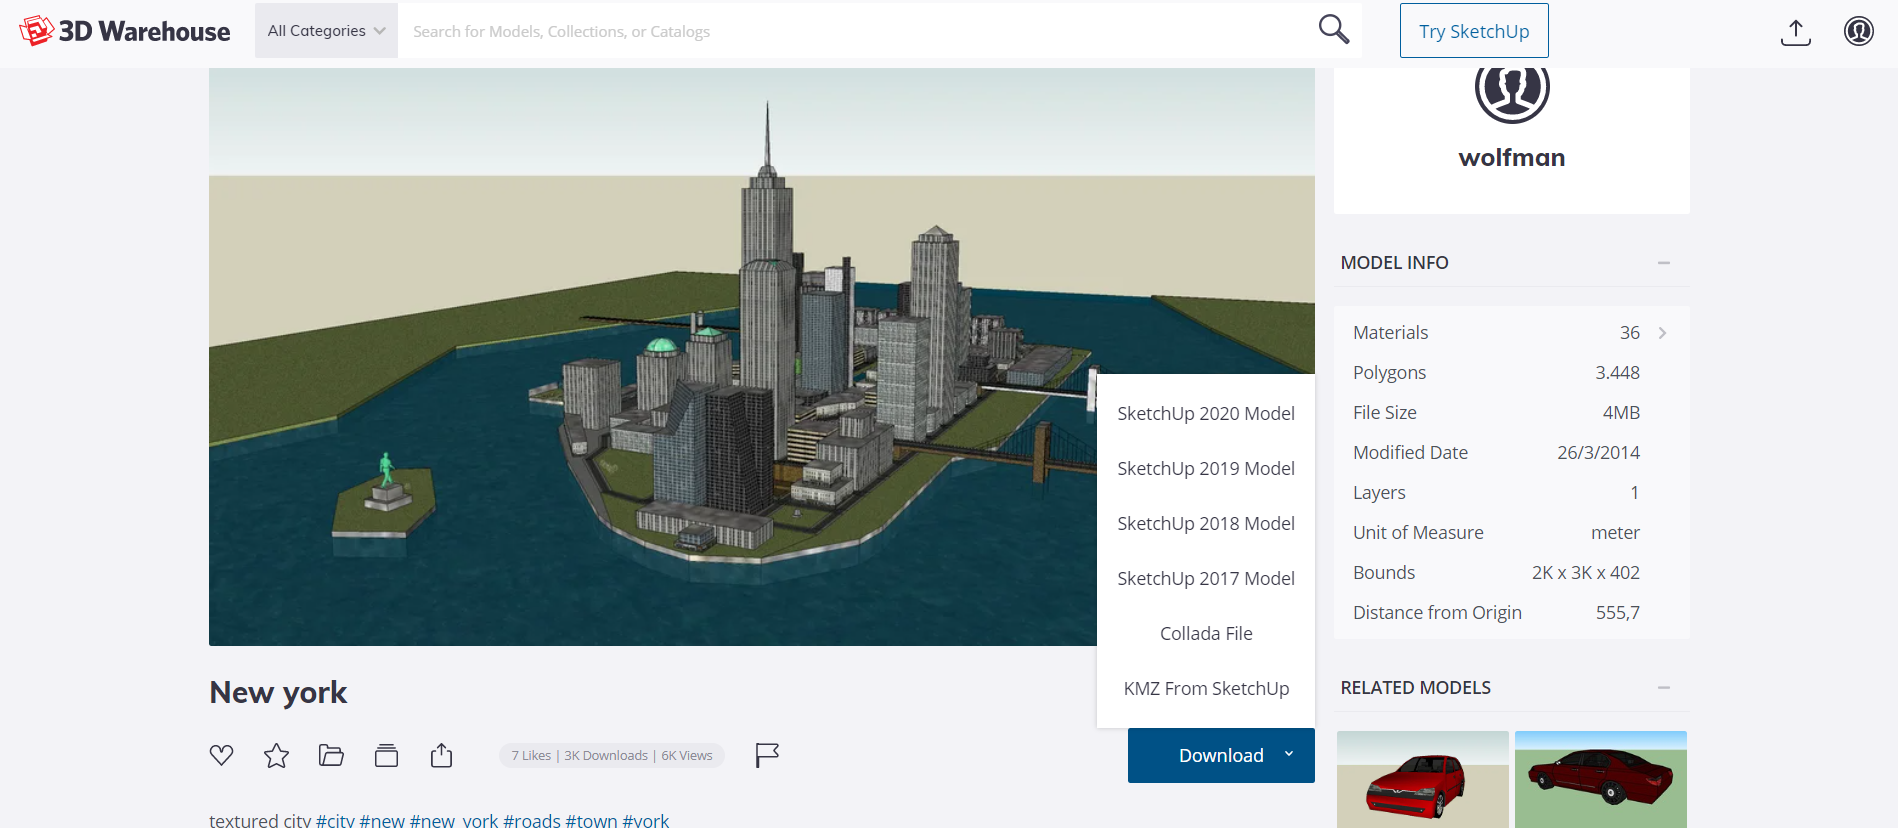 3D Warehouse
All Categories
Search for Models, Collections, or Catalogs
Try SketchUp
wolfman
MODEL INFO
Materials 36
Polygons 3.448
File Size 4MB
Modified Date 26/3/2014
Layers 1
Unit of Measure meter
Bounds 2K x 3K x 402
Distance from Origin 555,7
SketchUp 2020 Model
SketchUp 2019 Model
SketchUp 2018 Model
SketchUp 2017 Model
Collada File
KMZ From SketchUp
Download
New york
7 Likes | 3K Downloads | 6K Views
textured city #city #new #new_york #roads #town #york
RELATED MODELS